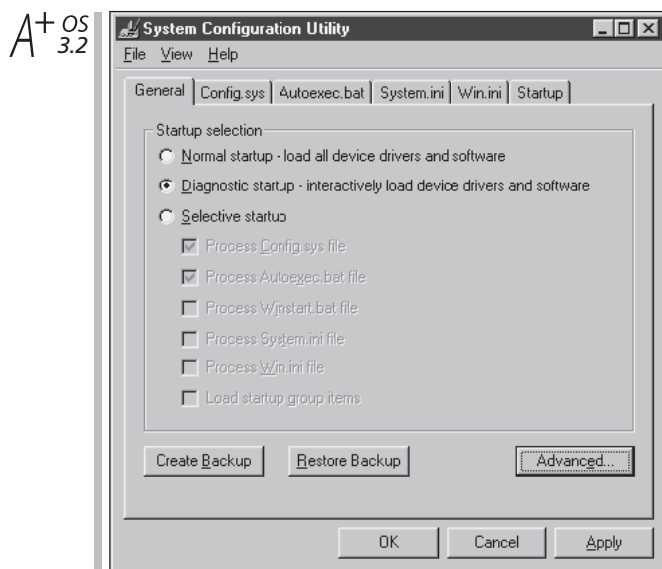 A+ OS
3.2
System Configuration Utility
File View Help
General Config.sys Autoexec.bat System.ini Win.ini Startup
Startup selection
Normal startup - load all device drivers and software
Diagnostic startup - interactively load device drivers and software
Selective startup
Process Config.sys file
Process Autoexec.bat file
Process Winstart.bat file
Process System.ini file
Process Win.ini file
Load startup group items
Create Backup Restore Backup Advanced...
OK Cancel Apply